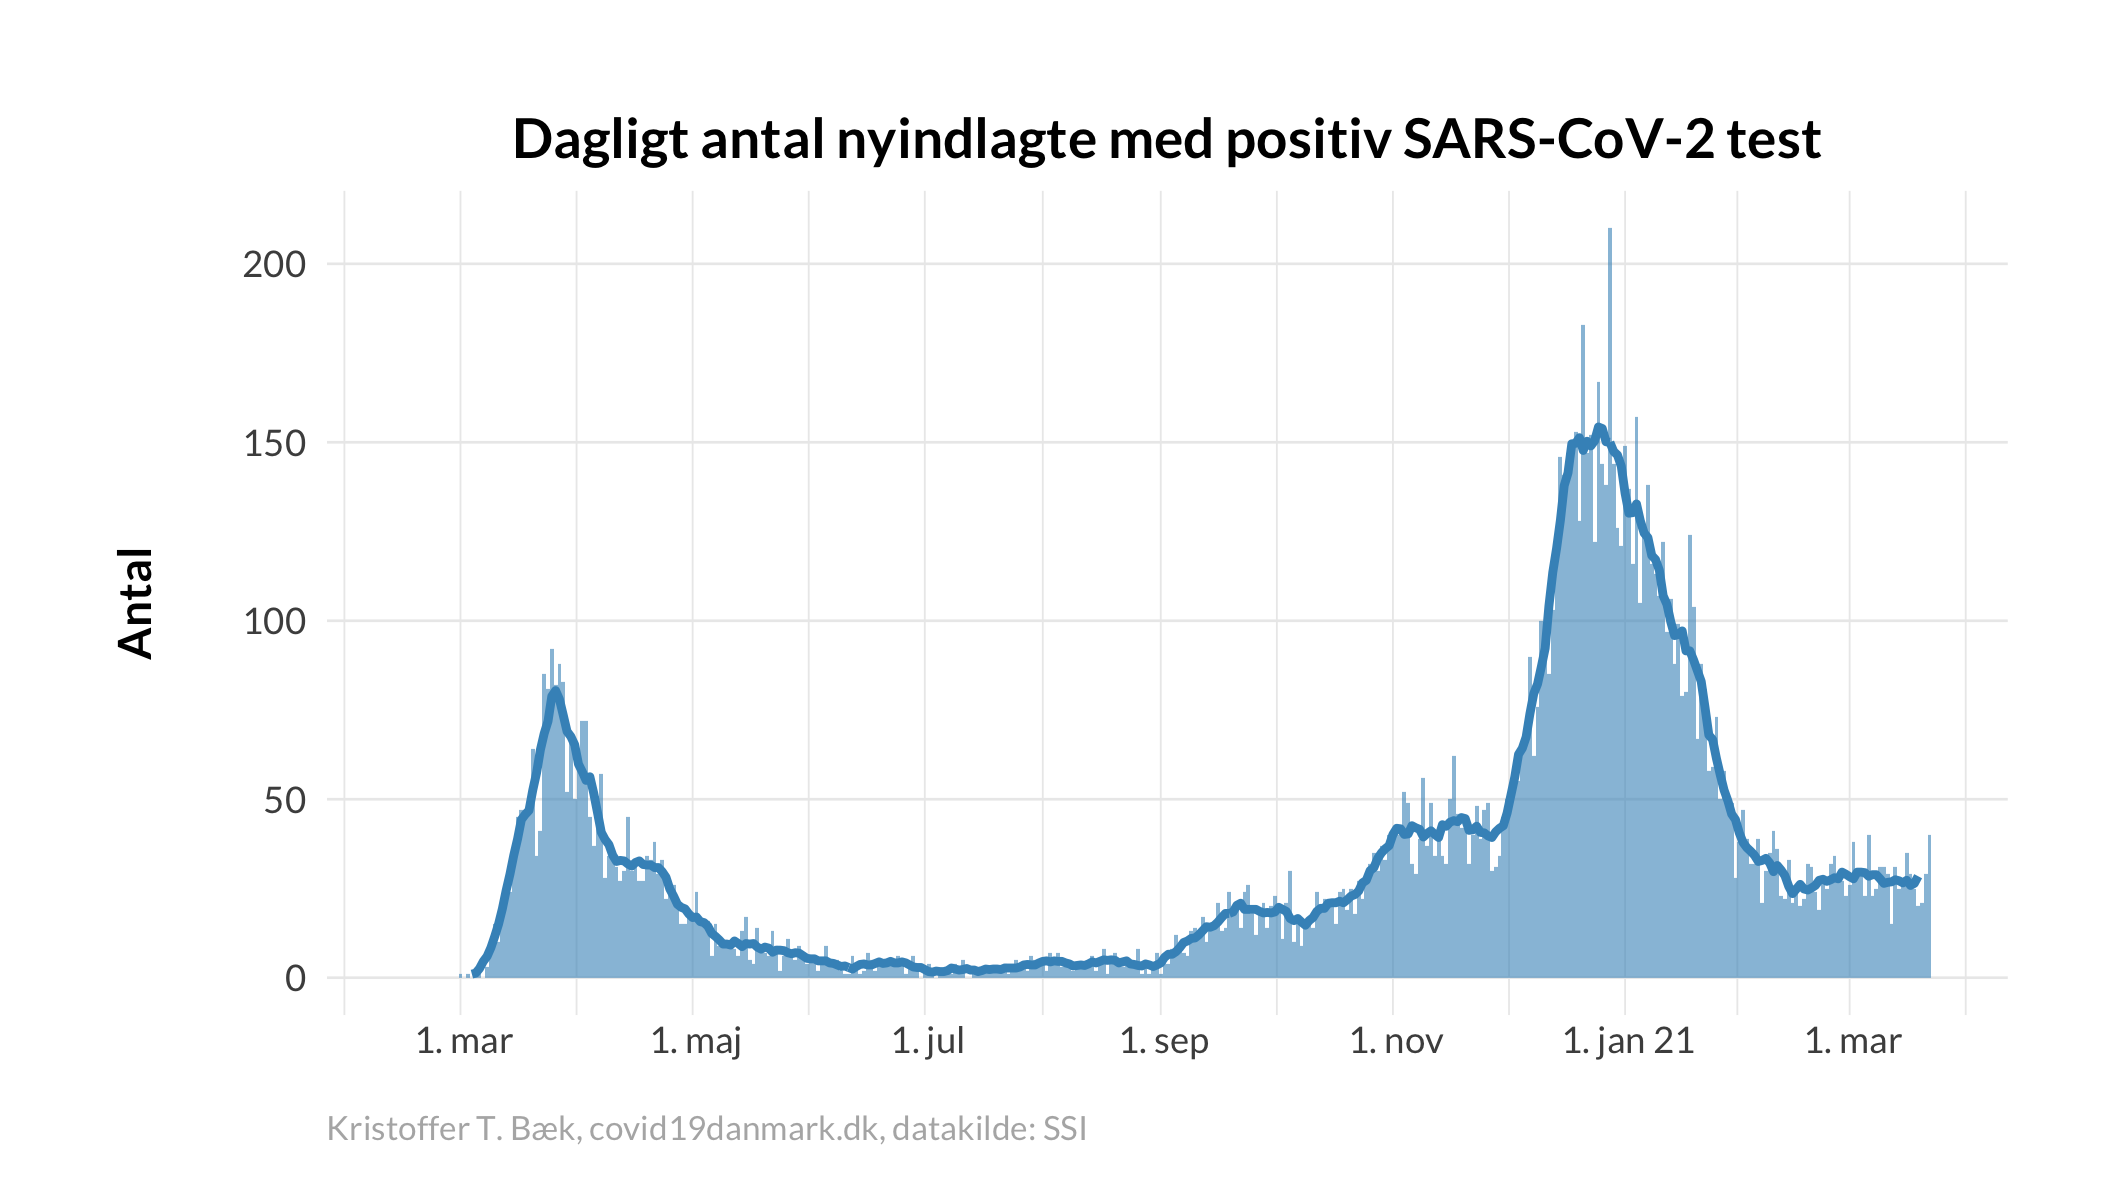 Dagligt antal nyindlagte med positiv SARS-CoV-2 test
Antal
200
150
100
50
0
1. mar 1. maj 1. jul 1. sep 1. nov 1. jan 21 1. mar
Kristoffer T. Bæk, covid19danmark.dk, datakilde: SSI